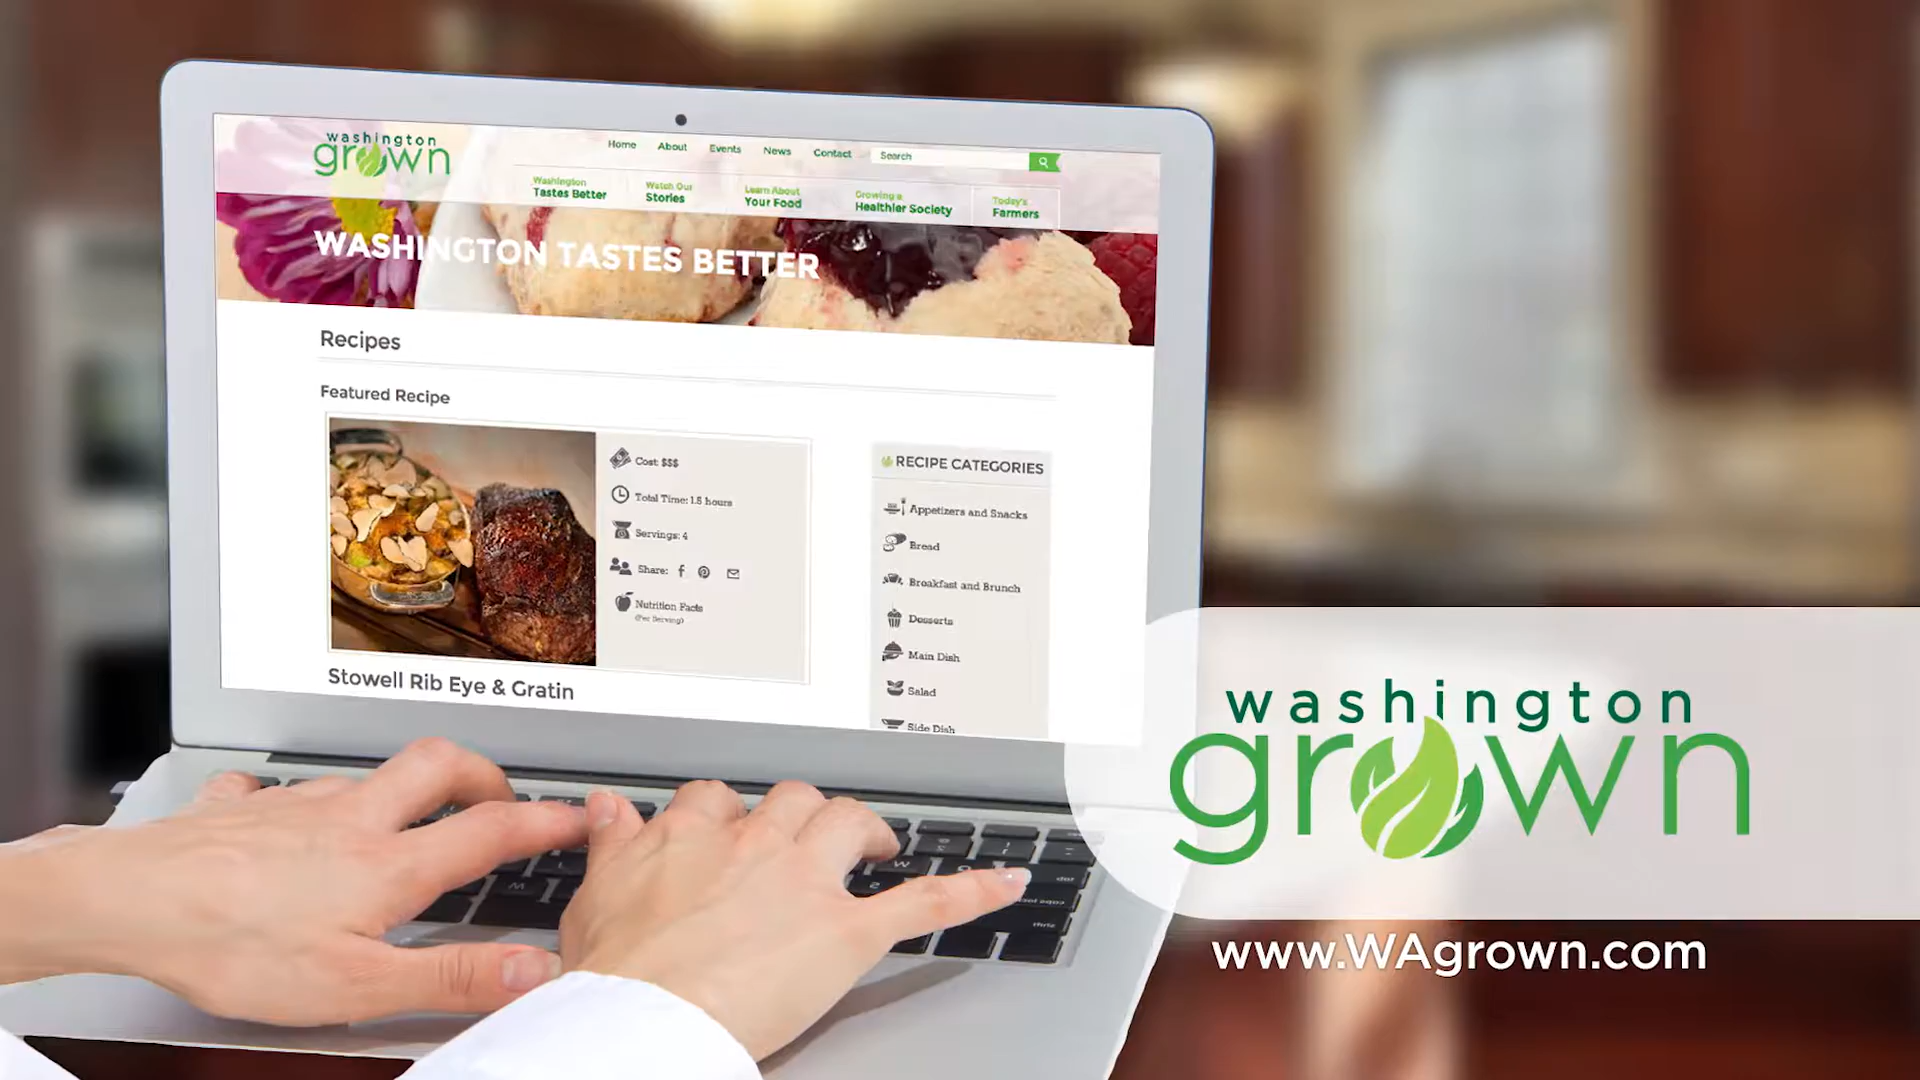 washington
grown
Home About Events News Contact Search
Washington
Tastes Better
Watch Our
Stories
Learn About
Your Food
Growing a
Healthier Society
Today's
Farmers
WASHINGTON TASTES BETTER
Recipes
Featured Recipe
Cost: $$$
Total Time: 1.5 hours
Servings: 4
Share:
Nutrition Facts
(Per Serving)
Stowell Rib Eye & Gratin
RECIPE CATEGORIES
Appetizers and Snacks
Bread
Breakfast and Brunch
Desserts
Main Dish
Salad
Side Dish
washington
grown
www.WAgrown.com